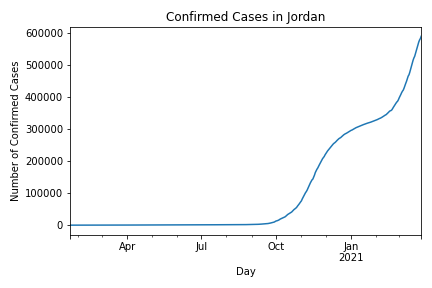 Confirmed Cases in Jordan
600000
500000
400000
300000
200000
100000
0
Number of Confirmed Cases
Apr
Jul
Oct
Jan
2021
Day